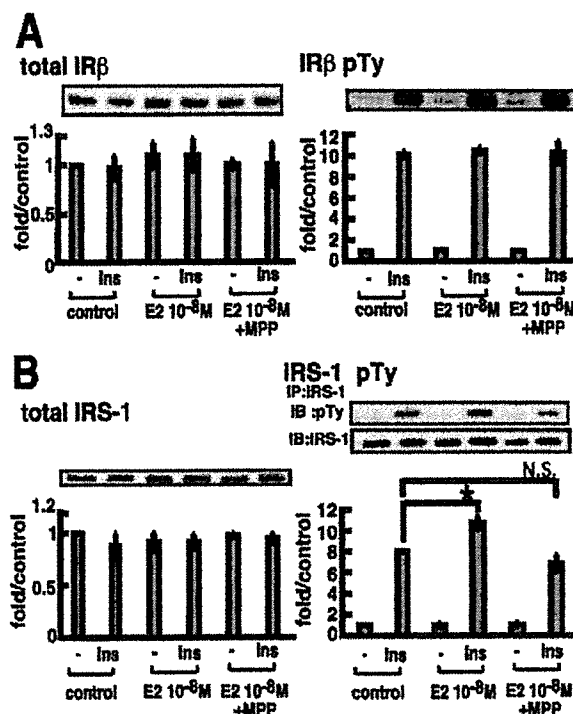 A
total IRβ
IRβ pTy
fold/control
1.3
1
0.5
0
- Ins - Ins - Ins
control E2 10⁻⁸M E2 10⁻⁸M
+MPP
fold/control
12
10
8
6
4
2
- Ins - Ins - Ins
control E2 10⁻⁸M E2 10⁻⁸M
+MPP
B
total IRS-1
IRS-1 pTy
IP:IRS-1
IB :pTy
IB:IRS-1
N.S.
*
fold/control
1.2
1
0.5
0
- Ins - Ins - Ins
control E2 10⁻⁸M E2 10⁻⁸M
+MPP
fold/control
12
10
8
6
4
2
0
- Ins - Ins - Ins
control E2 10⁻⁸M E2 10⁻⁸M
+MPP